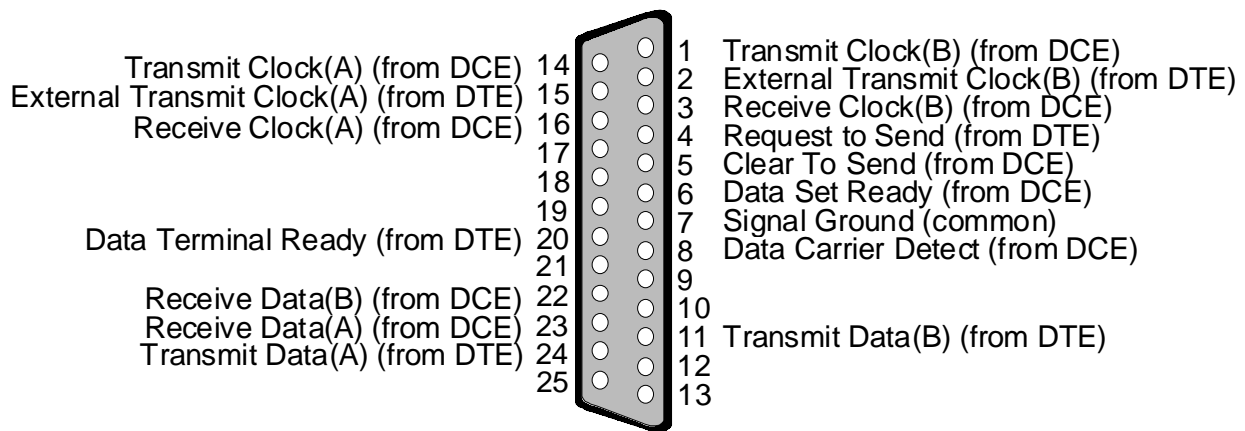 Transmit Clock(A) (from DCE) 14
External Transmit Clock(A) (from DTE) 15
Receive Clock(A) (from DCE) 16
17
18
19
Data Terminal Ready (from DTE) 20
21
Receive Data(B) (from DCE) 22
Receive Data(A) (from DCE) 23
Transmit Data(A) (from DTE) 24
25
1 Transmit Clock(B) (from DCE)
2 External Transmit Clock(B) (from DTE)
3 Receive Clock(B) (from DCE)
4 Request to Send (from DTE)
5 Clear To Send (from DCE)
6 Data Set Ready (from DCE)
7 Signal Ground (common)
8 Data Carrier Detect (from DCE)
9
10
11 Transmit Data(B) (from DTE)
12
13